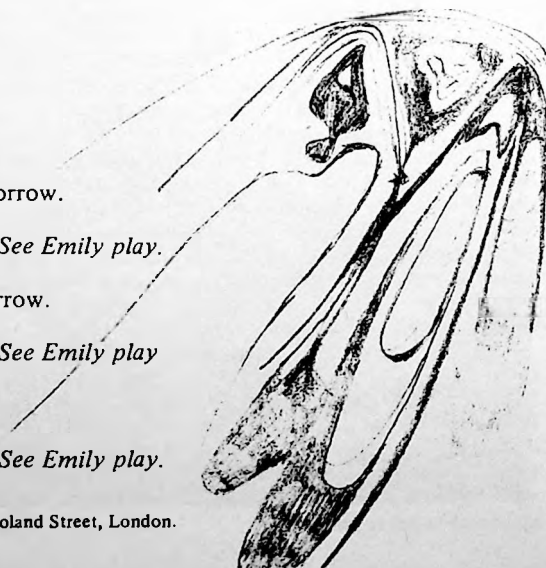 orrow.
See Emily play.
rrow.
See Emily play
See Emily play.
oland Street, London.